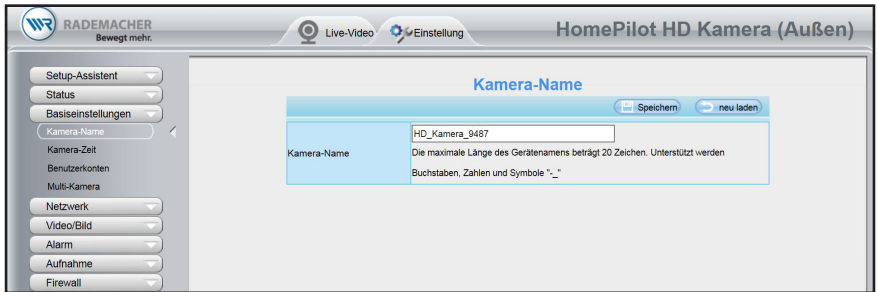 WR RADEMACHER
Bewegt mehr.
Live-Video
Einstellung
HomePilot HD Kamera (Außen)
Setup-Assistent
Status
Basiseinstellungen
Kamera-Name
Kamera-Zeit
Benutzerkonten
Multi-Kamera
Netzwerk
Video/Bild
Alarm
Aufnahme
Firewall
Kamera-Name
Speichern
neu laden
Kamera-Name
HD_Kamera_9487
Die maximale Länge des Gerätenamens beträgt 20 Zeichen. Unterstützt werden
Buchstaben, Zahlen und Symbole "-_"